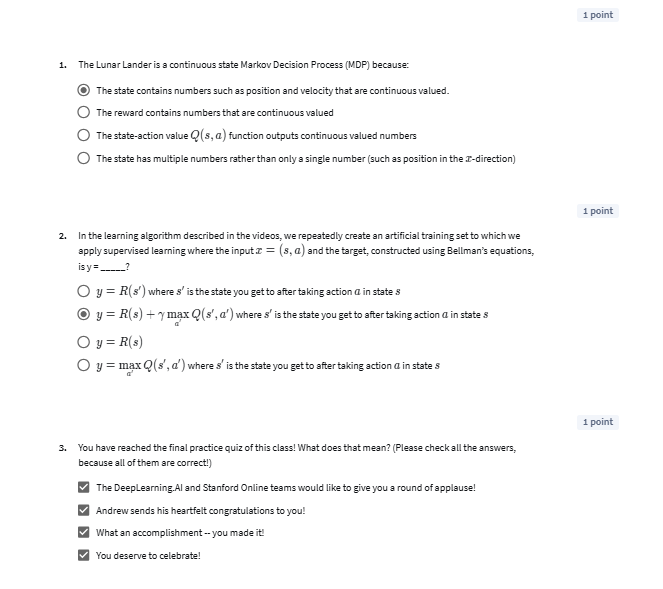 1 point
1. The Lunar Lander is a continuous state Markov Decision Process (MDP) because:
The state contains numbers such as position and velocity that are continuous valued.
The reward contains numbers that are continuous valued
The state-action value Q(s, a) function outputs continuous valued numbers
The state has multiple numbers rather than only a single number (such as position in the x-direction)
1 point
2. In the learning algorithm described in the videos, we repeatedly create an artificial training set to which we
apply supervised learning where the input x = (s, a) and the target, constructed using Bellman's equations,
is y = _____?
y = R(s′) where s′ is the state you get to after taking action a in state s
y = R(s) + γ max Q(s′, a′) where s′ is the state you get to after taking action a in state s
a′
y = R(s)
y = max Q(s′, a′) where s′ is the state you get to after taking action a in state s
a′
1 point
3. You have reached the final practice quiz of this class! What does that mean? (Please check all the answers,
because all of them are correct!)
The DeepLearning.AI and Stanford Online teams would like to give you a round of applause!
Andrew sends his heartfelt congratulations to you!
What an accomplishment -- you made it!
You deserve to celebrate!